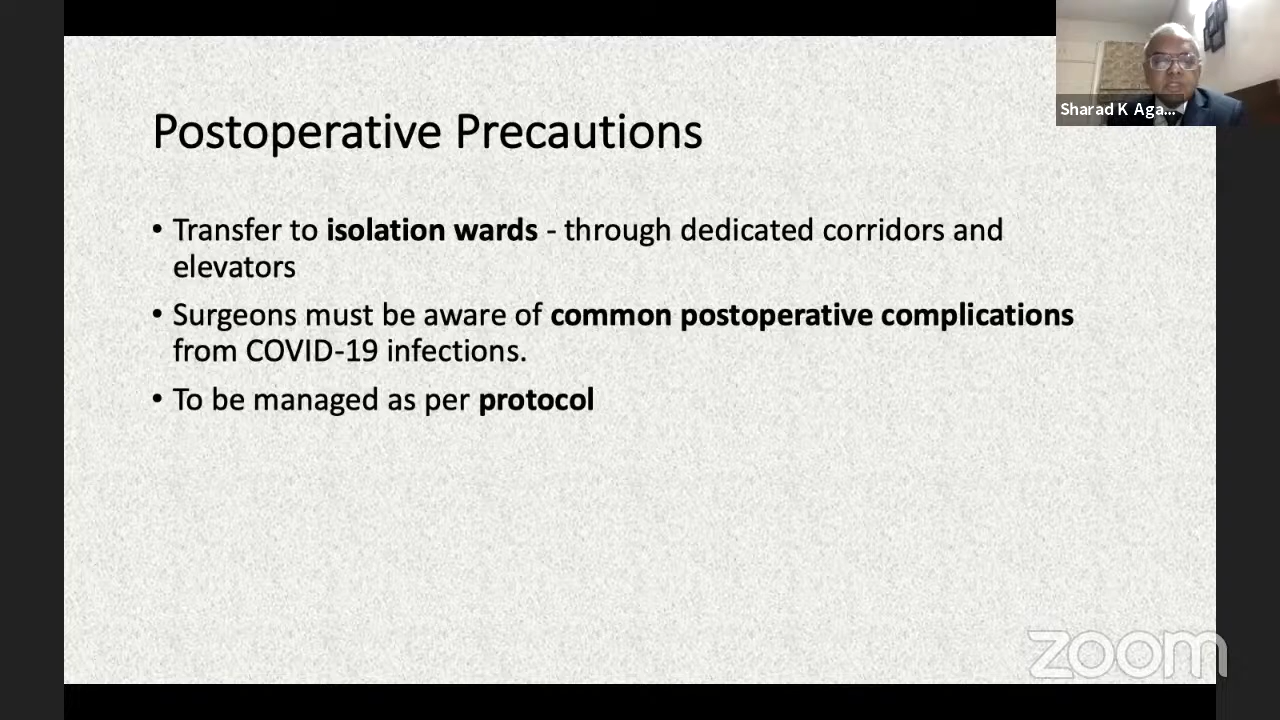 Sharad K Aga...
Postoperative Precautions
• Transfer to isolation wards - through dedicated corridors and
elevators
• Surgeons must be aware of common postoperative complications
from COVID-19 infections.
• To be managed as per protocol
zoom